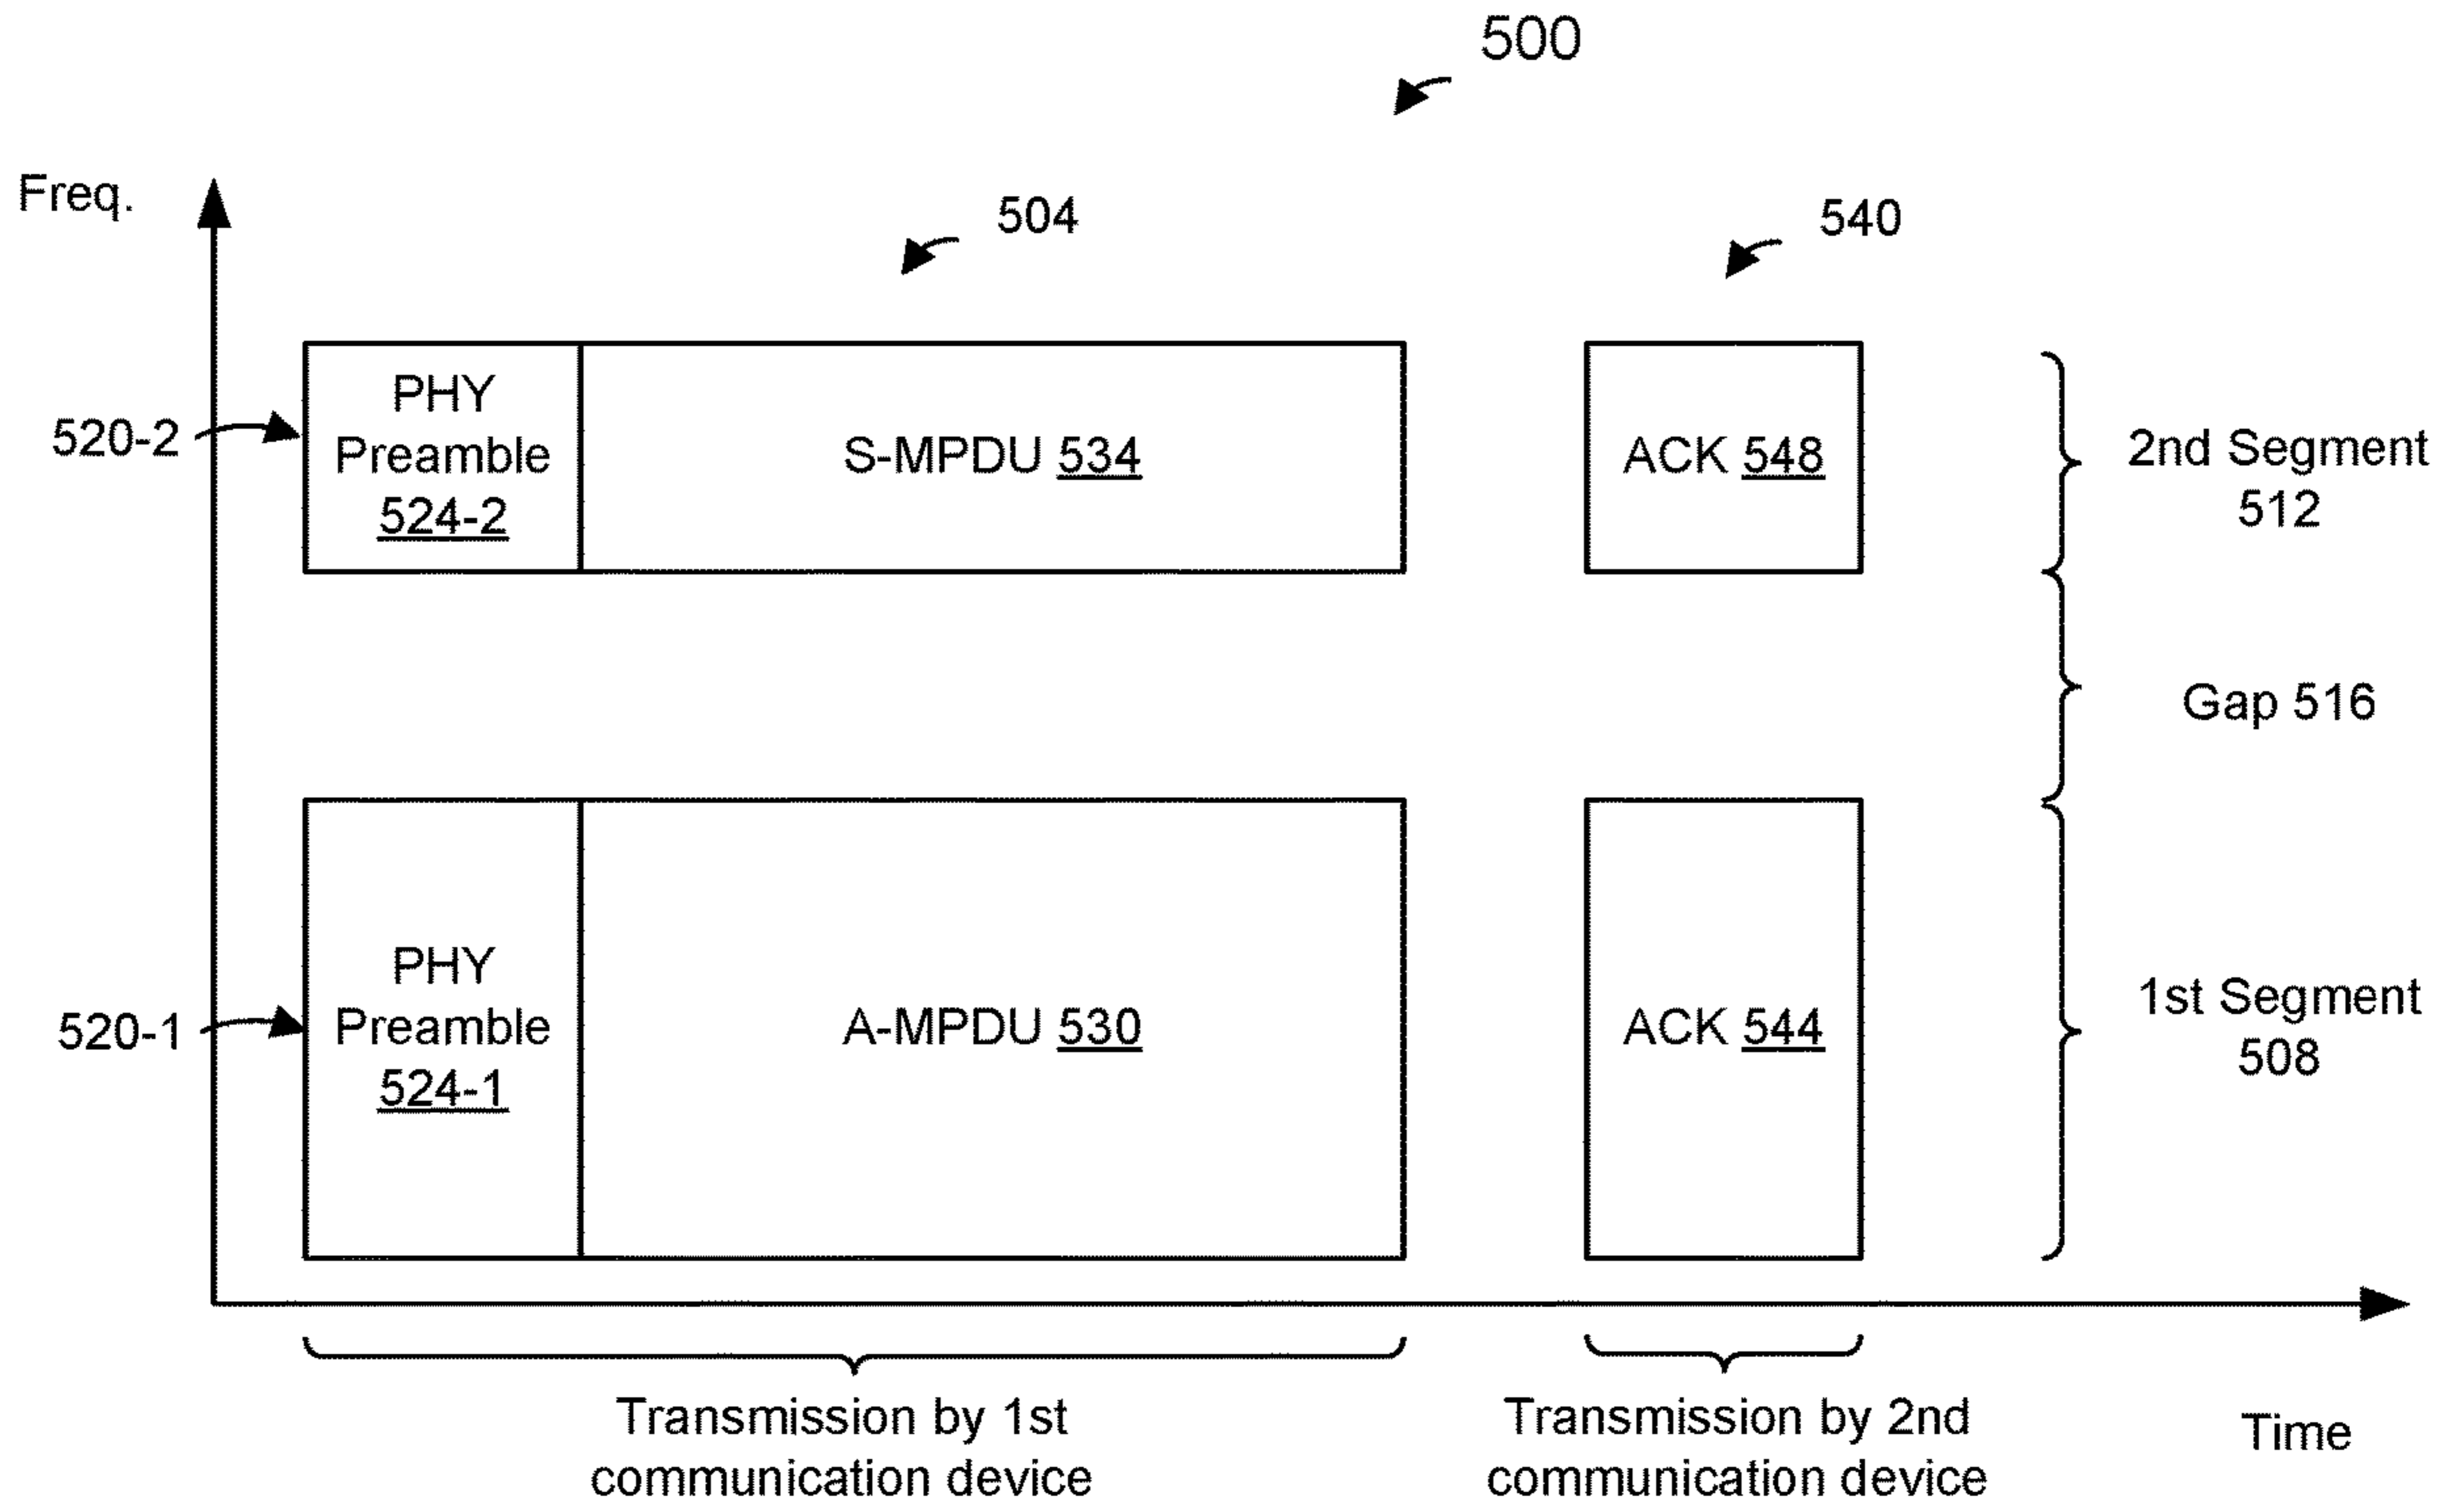 500
Freq.
504
540
520-2
PHY
Preamble
524-2
S-MPDU 534
ACK 548
2nd Segment
512
Gap 516
520-1
PHY
Preamble
524-1
A-MPDU 530
ACK 544
1st Segment
508
Transmission by 1st
communication device
Transmission by 2nd
communication device
Time